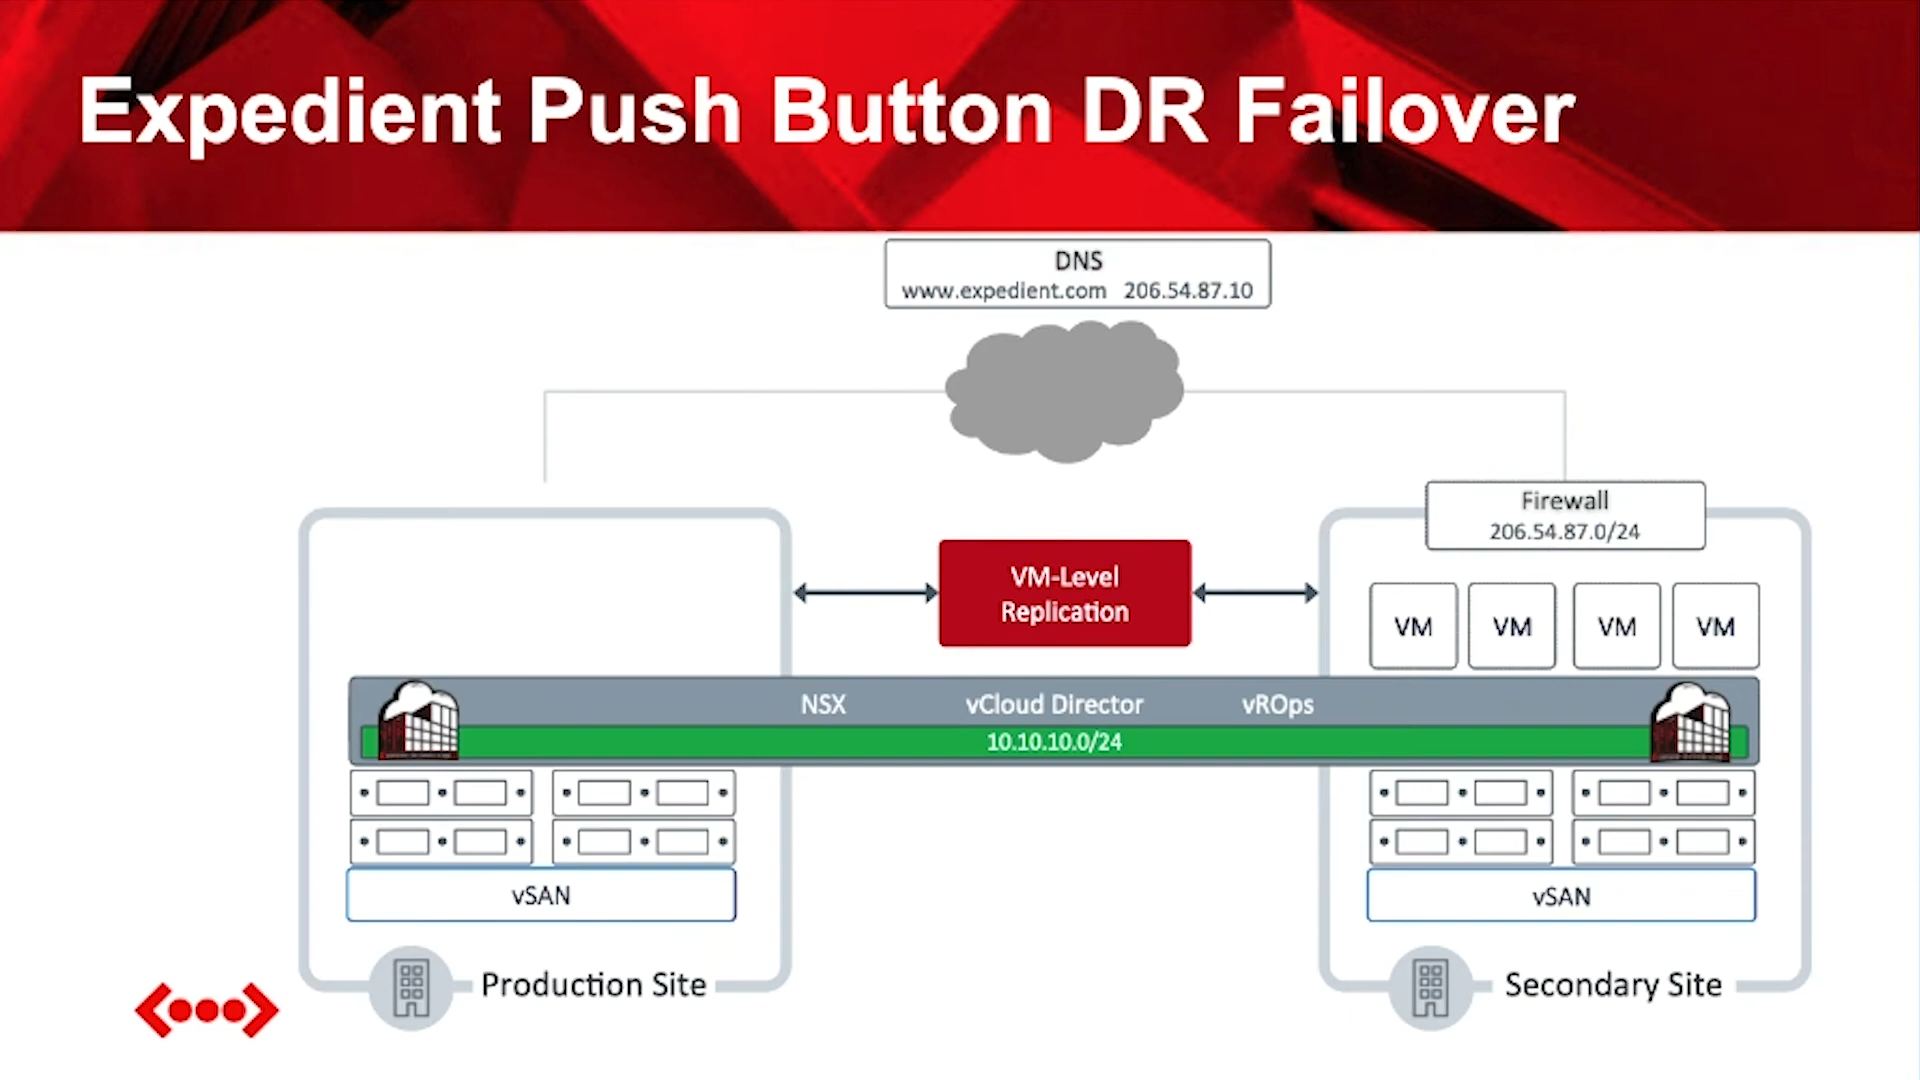 Expedient Push Button DR Failover
DNS
www.expedient.com 206.54.87.10
Firewall
206.54.87.0/24
VM-Level
Replication
VM VM VM VM
NSX vCloud Director vROps
10.10.10.0/24
vSAN
vSAN
Production Site
Secondary Site